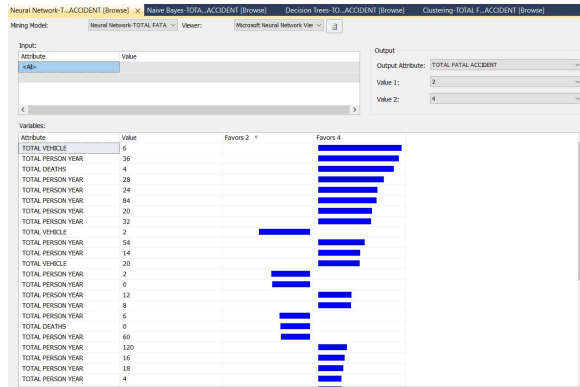 Neural Network-T...ACCIDENT [Browse] × Naive Bayes-TOTA...ACCIDENT [Browse] Decision Trees-TO...ACCIDENT [Browse] Clustering-TOTAL F...ACCIDENT [Browse]
Mining Model: Neural Network-TOTAL FATA Viewer: Microsoft Neural Network Viev
Input:
Attribute Value
<All>
Output
Output Attribute: TOTAL FATAL ACCIDENT
Value 1: 2
Value 2: 4
Variables:
Attribute Value Favors 2 Favors 4
TOTAL VEHICLE 6
TOTAL PERSON YEAR 36
TOTAL DEATHS 4
TOTAL PERSON YEAR 28
TOTAL PERSON YEAR 24
TOTAL PERSON YEAR 84
TOTAL PERSON YEAR 20
TOTAL PERSON YEAR 32
TOTAL VEHICLE 2
TOTAL PERSON YEAR 54
TOTAL PERSON YEAR 14
TOTAL VEHICLE 20
TOTAL PERSON YEAR 2
TOTAL PERSON YEAR 0
TOTAL PERSON YEAR 12
TOTAL PERSON YEAR 8
TOTAL PERSON YEAR 6
TOTAL DEATHS 0
TOTAL PERSON YEAR 60
TOTAL PERSON YEAR 120
TOTAL PERSON YEAR 16
TOTAL PERSON YEAR 18
TOTAL PERSON YEAR 4